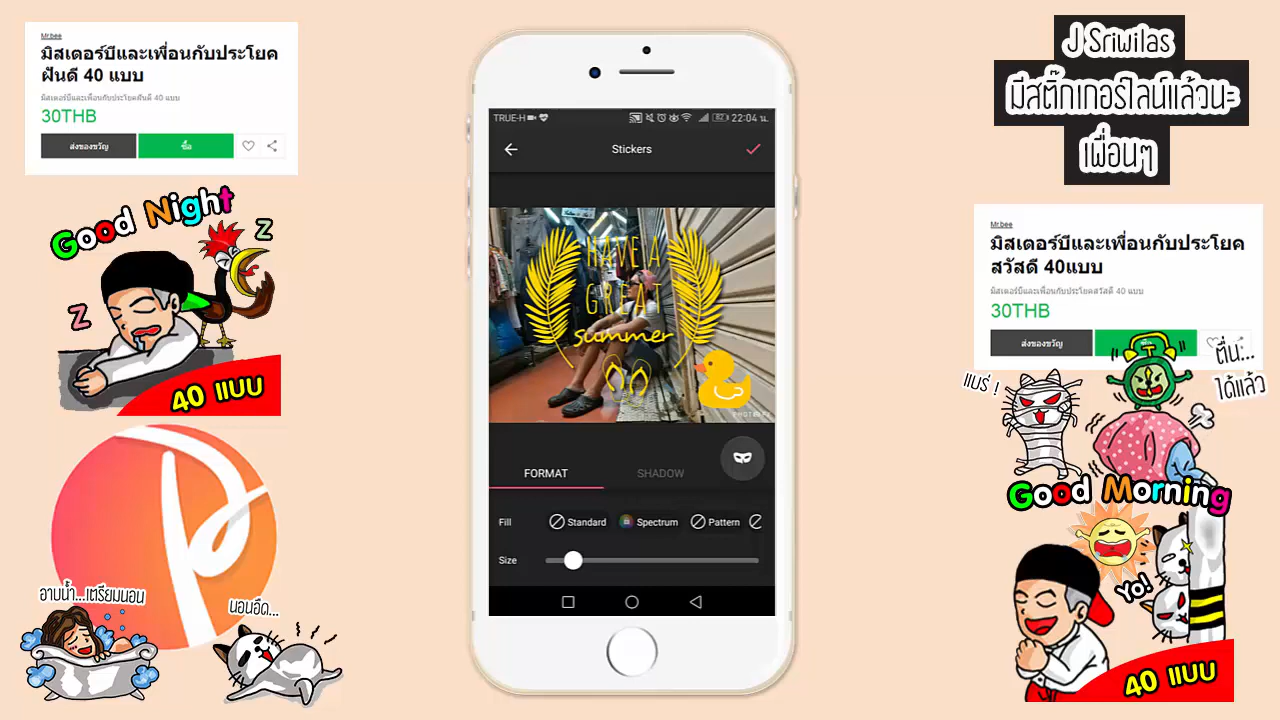 Mr.bee
มิสเตอร์บีและเพื่อนกับประโยค
ฝันดี 40 แบบ
มิสเตอร์บีและเพื่อนกับประโยคฝันดี 40 แบบ
30THB
ส่งของขวัญ
ซื้อ
Good Night
Z
Z
40 แบบ
อาบน้ำ...เตรียมนอน
นอนอืด...
TRUE-H
82
22:04 น.
Stickers
HAVE A
GREAT
summer
FORMAT
SHADOW
Fill
Standard
Spectrum
Pattern
Size
J Sriwilas
มีสติ๊กเกอร์ไลน์แล้วนะ
เพื่อนๆ
Mr.bee
มิสเตอร์บีและเพื่อนกับประโยค
สวัสดี 40แบบ
มิสเตอร์บีและเพื่อนกับประโยคสวัสดี 40 แบบ
30THB
ส่งของขวัญ
ตื่น...
ได้แล้ว
แบร่ !
Good Morning
Yo!
40 แบบ